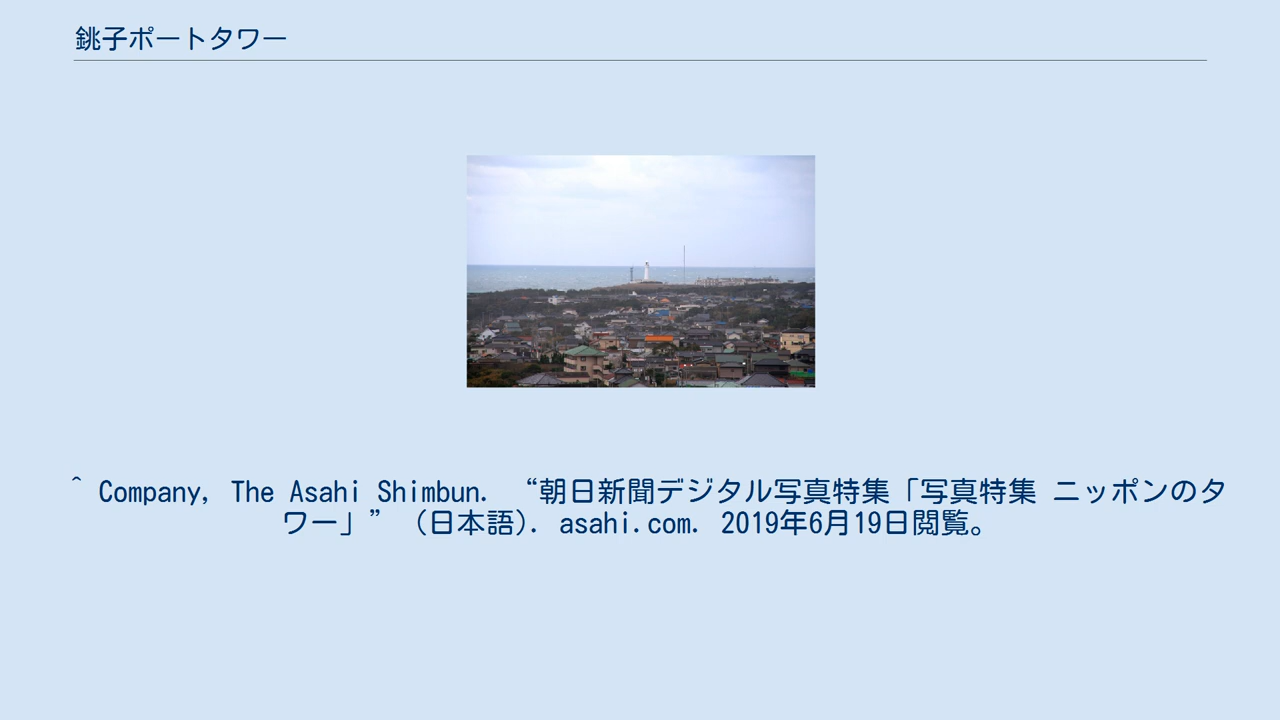 銚子ポートタワー
^ Company, The Asahi Shimbun. “朝日新聞デジタル写真特集「写真特集 ニッポンのタ
ワー」” (日本語). asahi.com. 2019年6月19日閲覧。